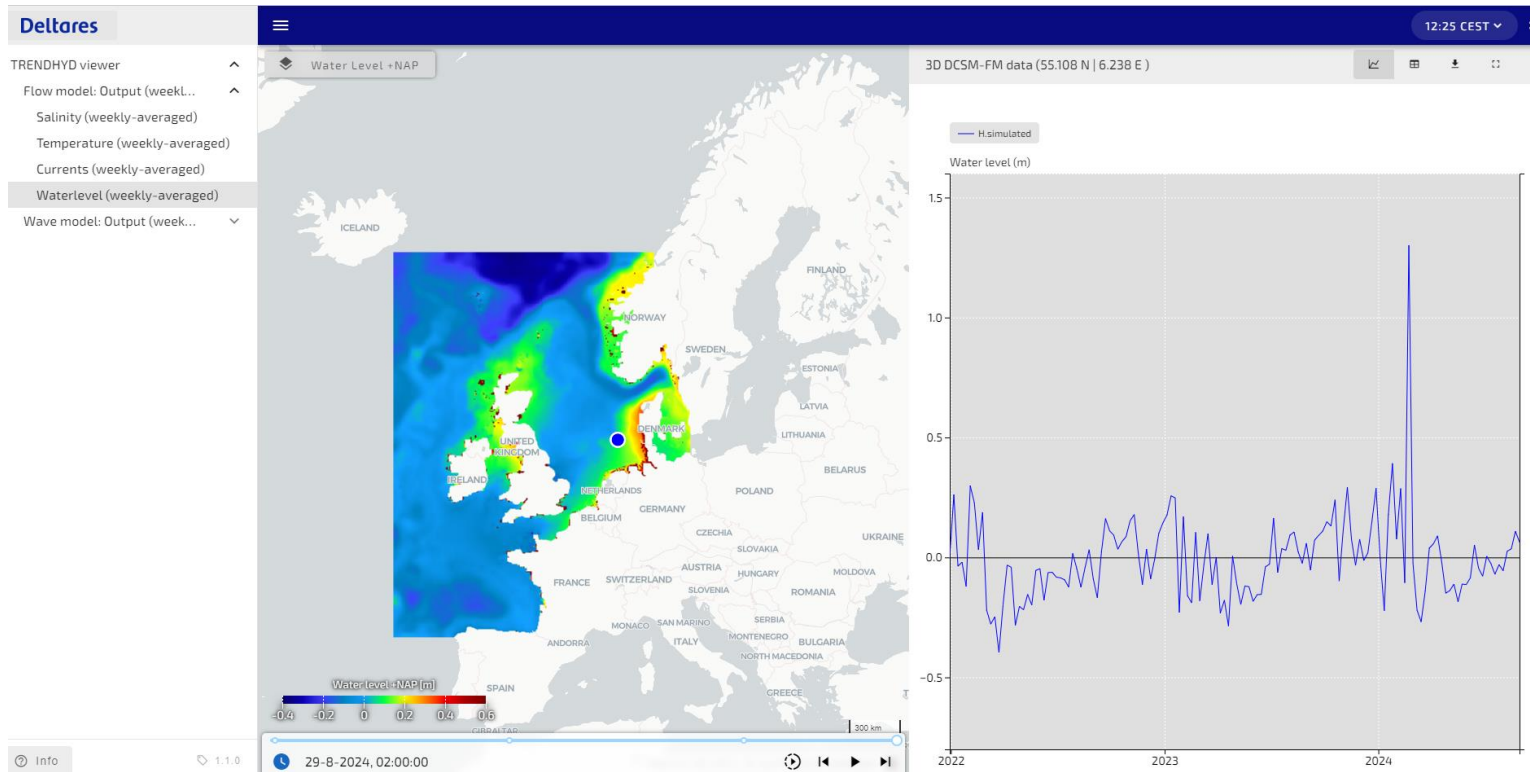 Deltares
12:25 CEST
TRENDHYD viewer
Flow model: Output (weekl...
Salinity (weekly-averaged)
Temperature (weekly-averaged)
Currents (weekly-averaged)
Waterlevel (weekly-averaged)
Wave model: Output (week...
Info
1.1.0
Water Level +NAP
ICELAND
FINLAND
NORWAY
SWEDEN
ESTONIA
LATVIA
DENMARK
LITHUANIA
UNITED
KINGDOM
BELARUS
IRELAND
NETHERLANDS
POLAND
GERMANY
BELGIUM
CZECHIA
UKRAINE
SLOVAKIA
AUSTRIA
HUNGARY
MOLDOVA
FRANCE
SWITZERLAND
SLOVENIA
ROMANIA
MONACO
SAN MARINO
SERBIA
ANDORRA
ITALY
MONTENEGRO
BULGARIA
NORTH MACEDONIA
SPAIN
GREECE
GIBRALTAR
Water level +NAP [m]
-0.4 -0.2 0 0.2 0.4 0.6
300 km
29-8-2024, 02:00:00
3D DCSM-FM data (55.108 N | 6.238 E )
H.simulated
Water level (m)
1.5
1.0
0.5
0.0
−0.5
2022 2023 2024